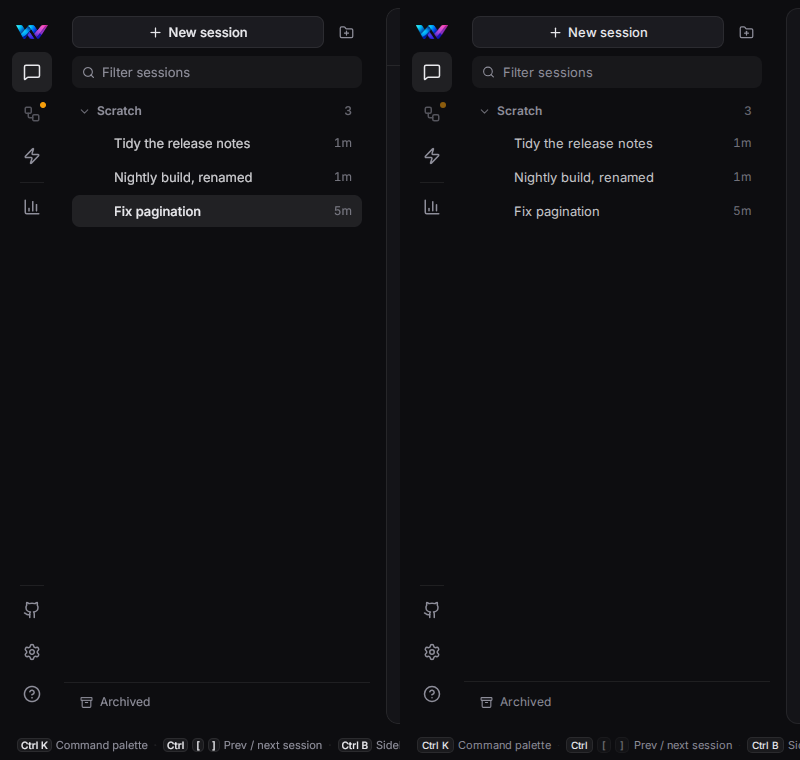 New session
Filter sessions
Scratch 3
Tidy the release notes 1m
Nightly build, renamed 1m
Fix pagination 5m
Archived
Ctrl K Command palette Ctrl [ ] Prev / next session Ctrl B
New session
Filter sessions
Scratch 3
Tidy the release notes 1m
Nightly build, renamed 1m
Fix pagination 5m
Archived
Ctrl K Command palette Ctrl [ ] Prev / next session Ctrl B